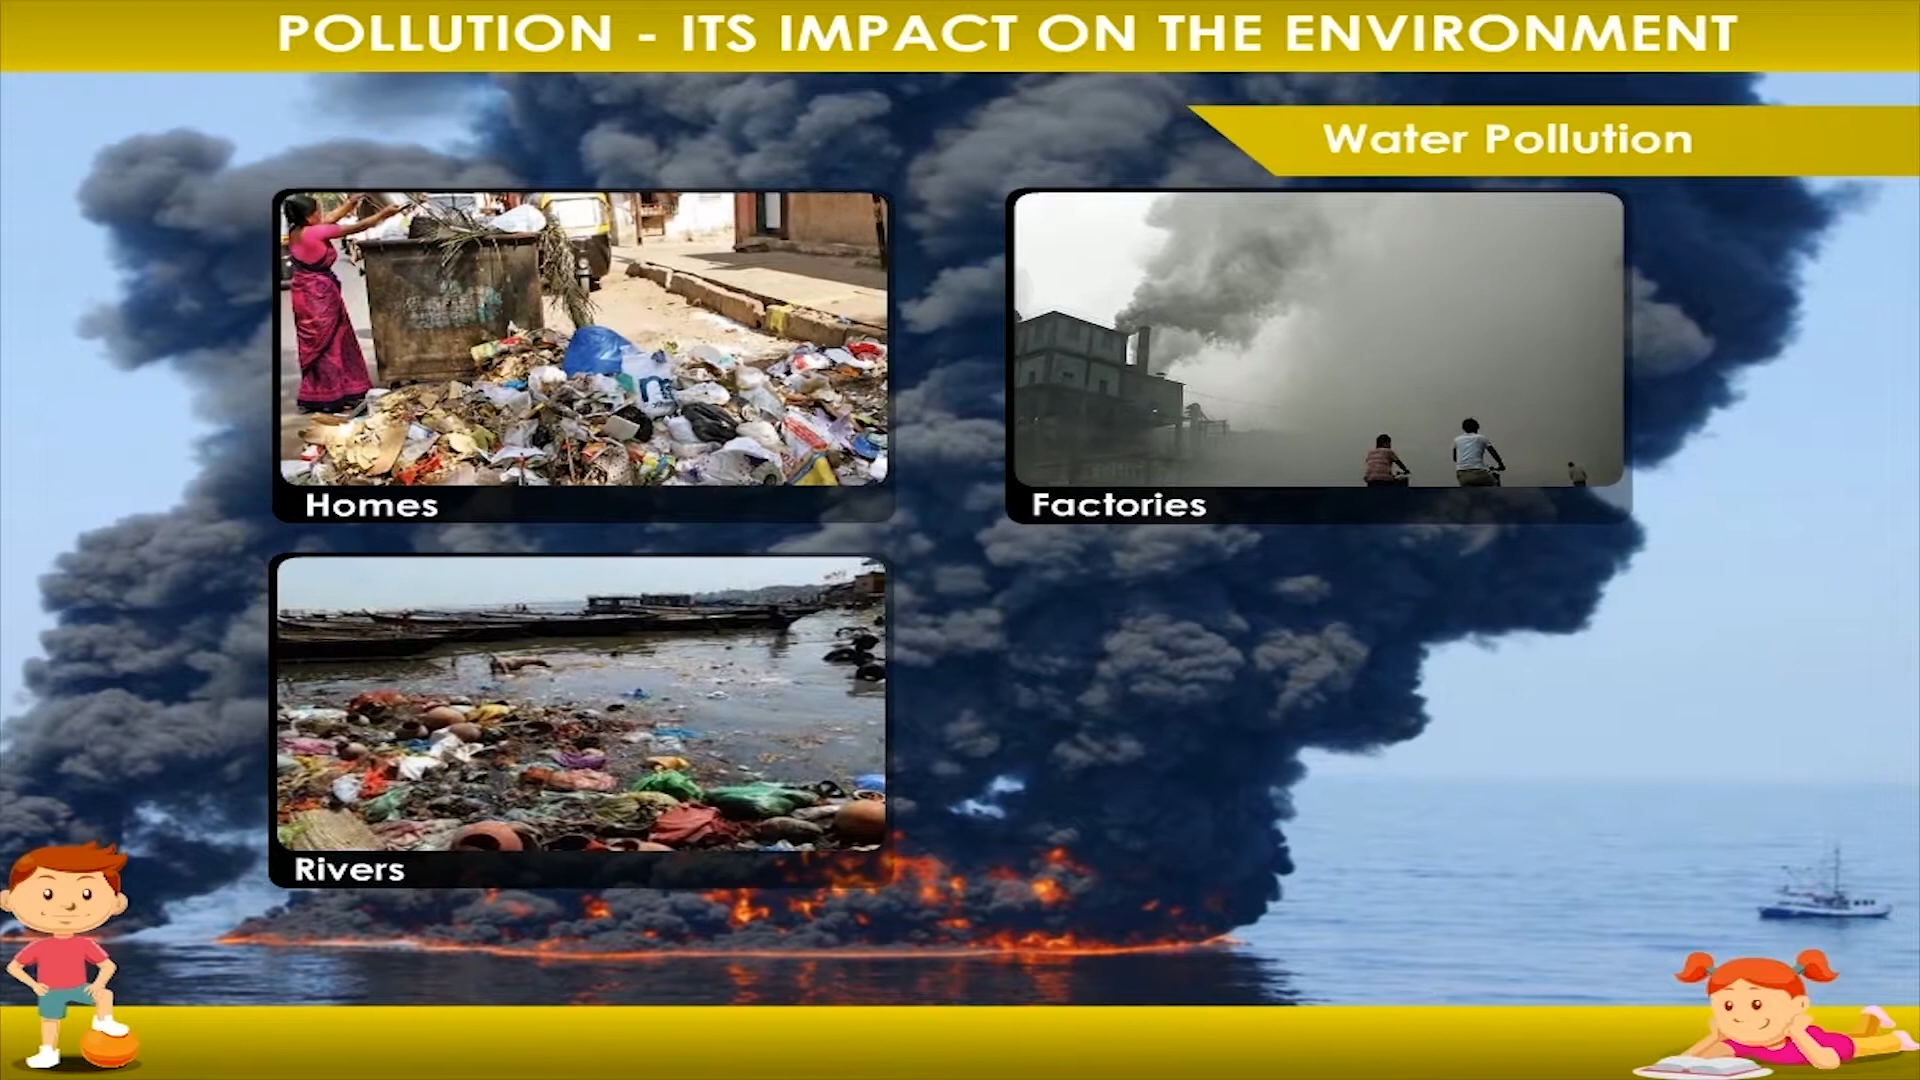 POLLUTION - ITS IMPACT ON THE ENVIRONMENT
Water Pollution
Homes
Factories
Rivers